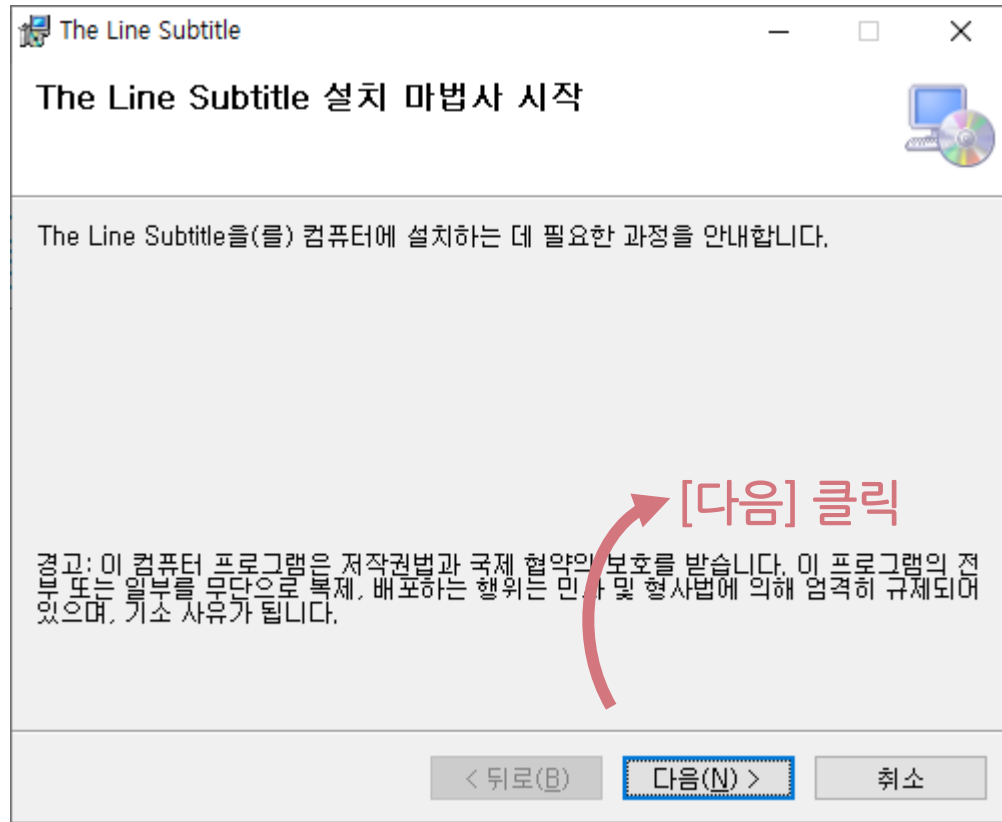 The Line Subtitle
The Line Subtitle 설치 마법사 시작
The Line Subtitle을(를) 컴퓨터에 설치하는 데 필요한 과정을 안내합니다.
[다음] 클릭
경고: 이 컴퓨터 프로그램은 저작권법과 국제 협약의 보호를 받습니다. 이 프로그램의 전
부 또는 일부를 무단으로 복제, 배포하는 행위는 민사 및 형사법에 의해 엄격히 규제되어
있으며, 기소 사유가 됩니다.
< 뒤로(B) 다음(N) > 취소